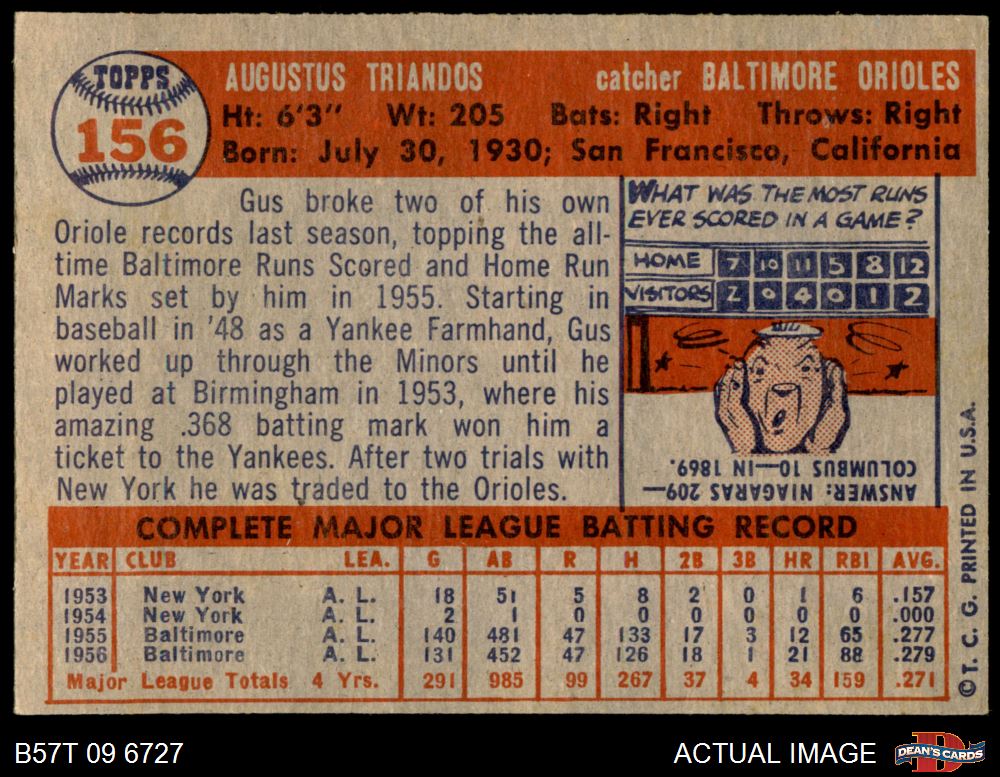 TOPPS
156
AUGUSTUS TRIANDOS catcher BALTIMORE ORIOLES
Ht: 6'3" Wt: 205 Bats: Right Throws: Right
Born: July 30, 1930; San Francisco, California
Gus broke two of his own
Oriole records last season, topping the all-
time Baltimore Runs Scored and Home Run
Marks set by him in 1955. Starting in
baseball in '48 as a Yankee Farmhand, Gus
worked up through the Minors until he
played at Birmingham in 1953, where his
amazing .368 batting mark won him a
ticket to the Yankees. After two trials with
New York he was traded to the Orioles.
WHAT WAS THE MOST RUNS
EVER SCORED IN A GAME?
HOME 7 10 11 5 8 12
VISITORS 2 0 4 0 1 2
ANSWER: NIAGARAS 209—
COLUMBUS 10—IN 1869.
COMPLETE MAJOR LEAGUE BATTING RECORD
YEAR CLUB LEA. G AB R H 2B 3B HR RBI AVG.
1953 New York A. L. 18 51 5 8 2 0 1 6 .157
1954 New York A. L. 2 1 0 0 0 0 0 0 .000
1955 Baltimore A. L. 140 481 47 133 17 3 12 65 .277
1956 Baltimore A. L. 131 452 47 126 18 1 21 88 .279
Major League Totals 4 Yrs. 291 985 99 267 37 4 34 159 .271
©T. C. G. PRINTED IN U.S.A.
B57T 09 6727
ACTUAL IMAGE
D
DEAN'S CARDS